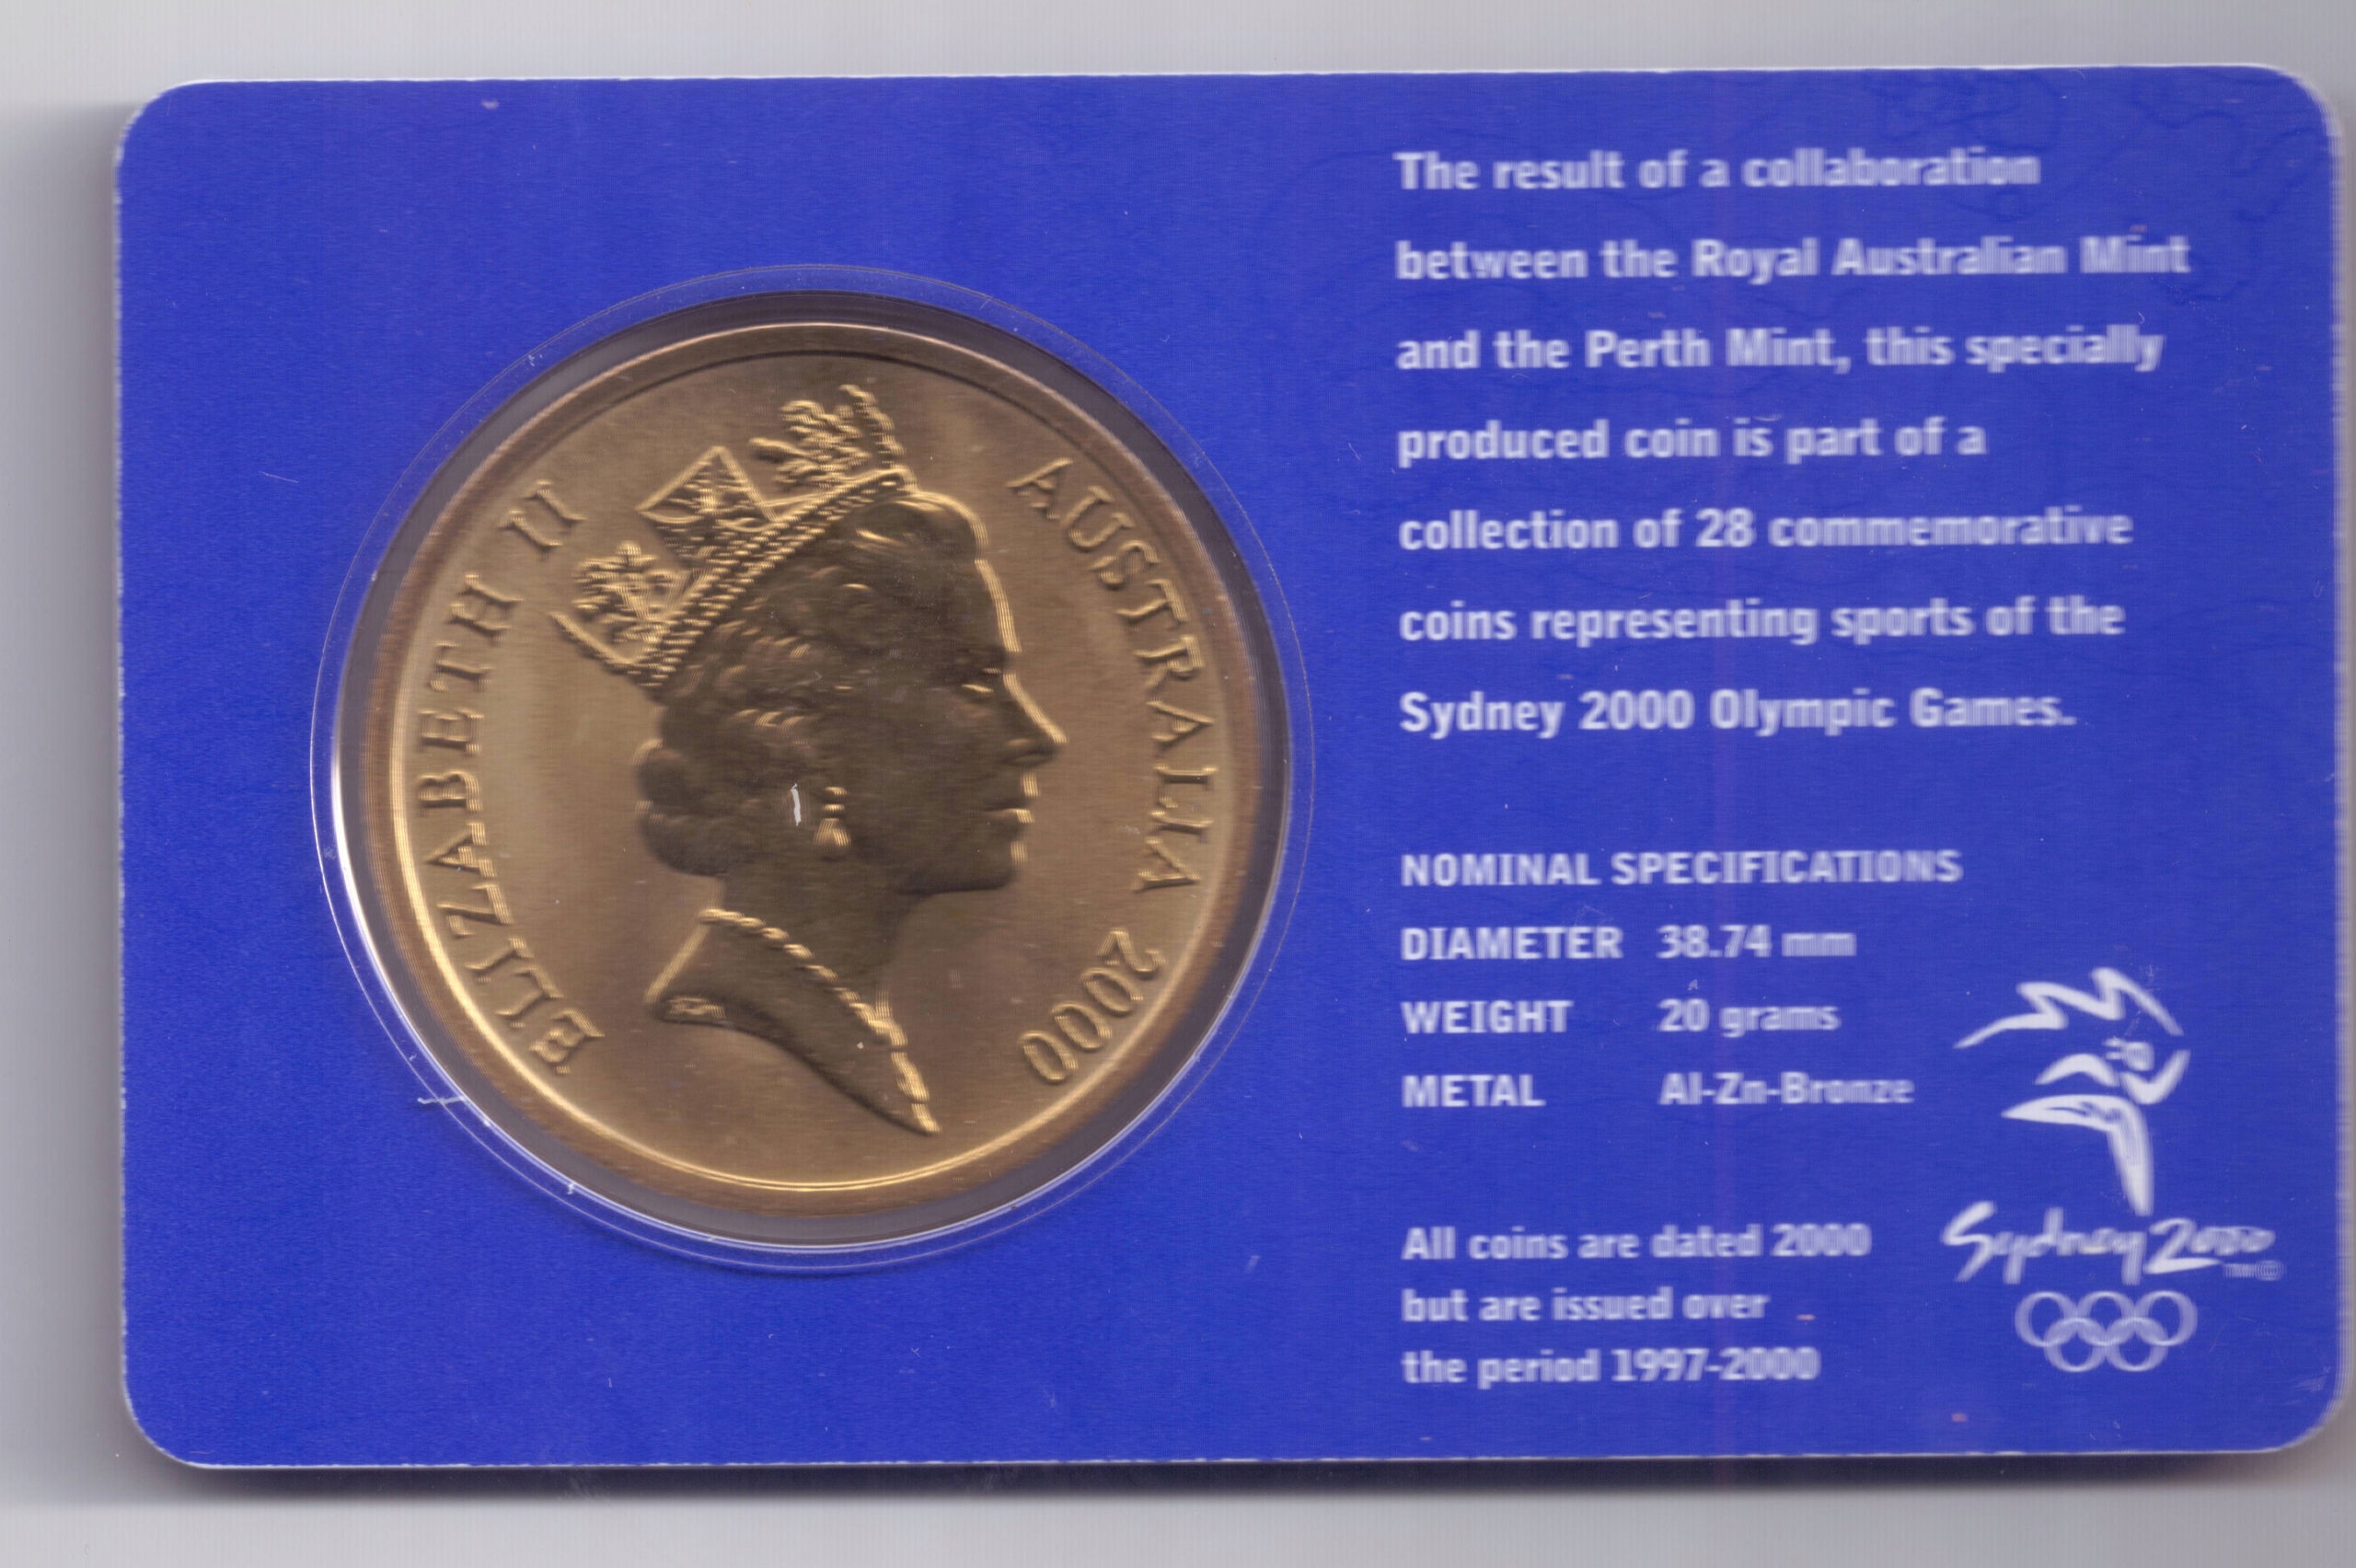 ELIZABETH II
AUSTRALIA 2000
The result of a collaboration
between the Royal Australian Mint
and the Perth Mint, this specially
produced coin is part of a
collection of 28 commemorative
coins representing sports of the
Sydney 2000 Olympic Games.
NOMINAL SPECIFICATIONS
DIAMETER 38.74 mm
WEIGHT 20 grams
METAL Al-Zn-Bronze
All coins are dated 2000
but are issued over
the period 1997-2000
Sydney 2000
TM©